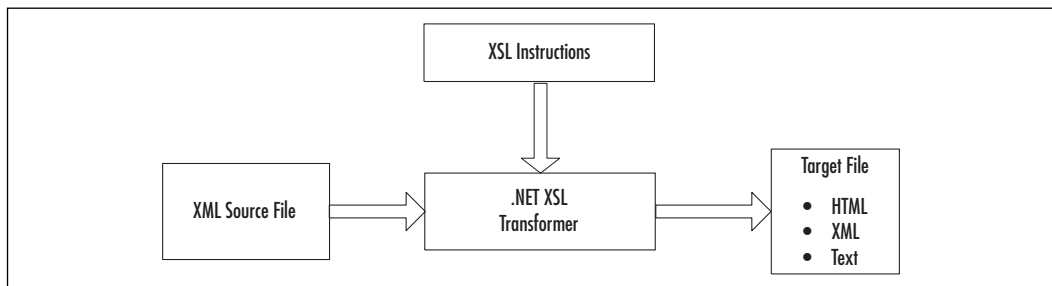 XSL Instructions
XML Source File
.NET XSL
Transformer
Target File
• HTML
• XML
• Text